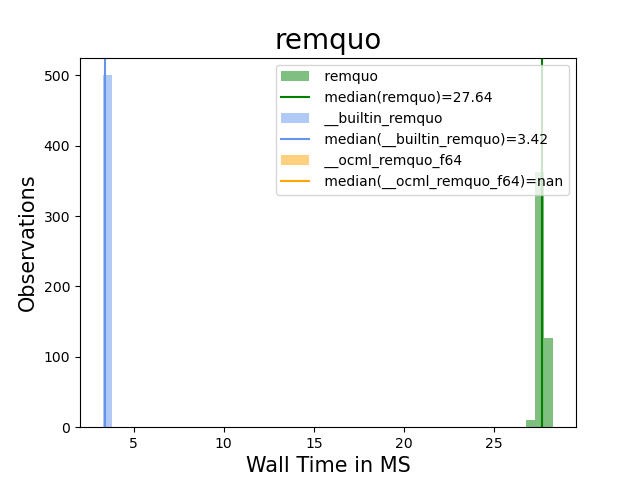 remquo
500
400
300
200
100
0
Observations
remquo
median(remquo)=27.64
__builtin_remquo
median(__builtin_remquo)=3.42
__ocml_remquo_f64
median(__ocml_remquo_f64)=nan
5 10 15 20 25
Wall Time in MS